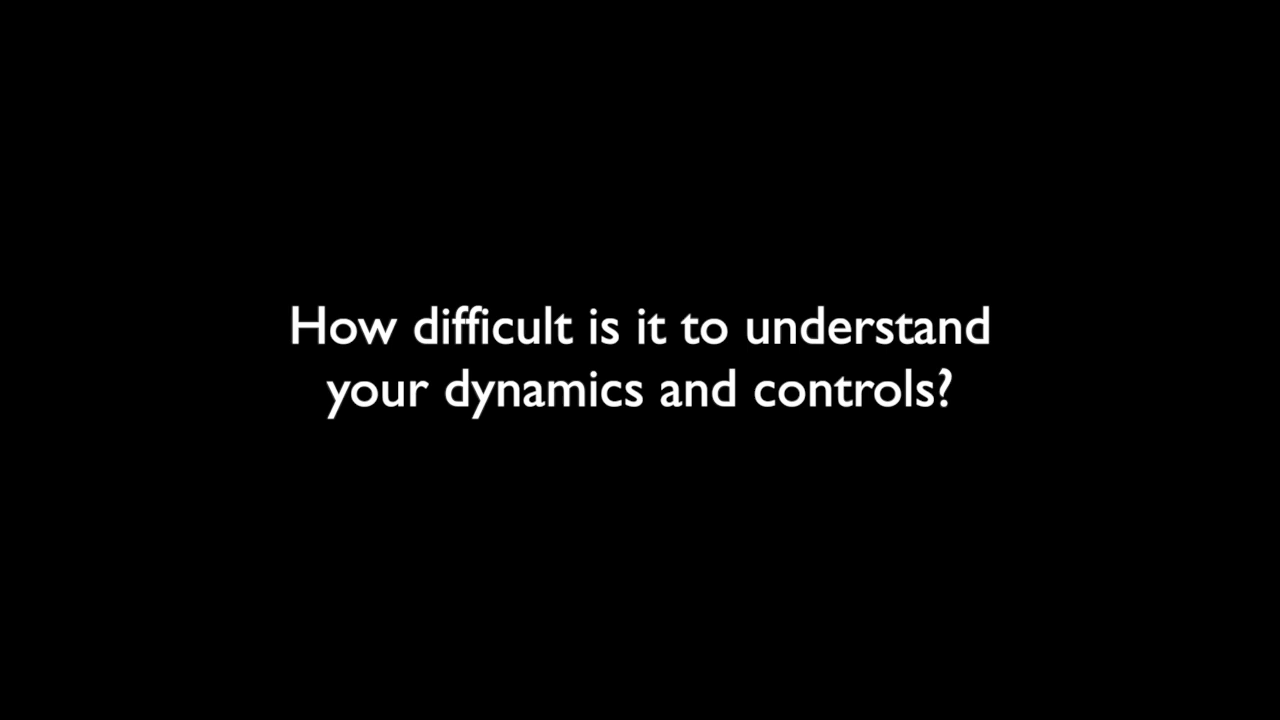 How difficult is it to understand
your dynamics and controls?